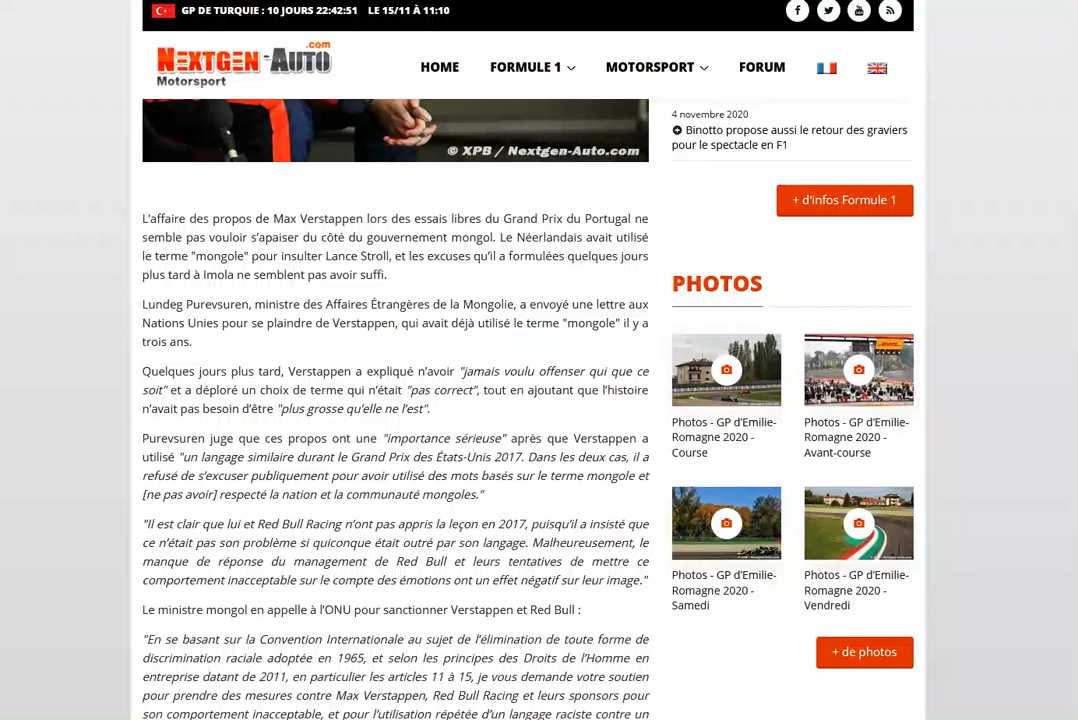 GP DE TURQUIE : 10 JOURS 22:42:51 LE 15/11 À 11:10
NEXTGEN-AUTO
.com
Motorsport
HOME FORMULE 1 MOTORSPORT FORUM
© XPB / Nextgen-Auto.com
L’affaire des propos de Max Verstappen lors des essais libres du Grand Prix du Portugal ne
semble pas vouloir s’apaiser du côté du gouvernement mongol. Le Néerlandais avait utilisé
le terme "mongole" pour insulter Lance Stroll, et les excuses qu’il a formulées quelques jours
plus tard à Imola ne semblent pas avoir suffi.
Lundeg Purevsuren, ministre des Affaires Étrangères de la Mongolie, a envoyé une lettre aux
Nations Unies pour se plaindre de Verstappen, qui avait déjà utilisé le terme "mongole" il y a
trois ans.
Quelques jours plus tard, Verstappen a expliqué n’avoir "jamais voulu offenser qui que ce
soit" et a déploré un choix de terme qui n’était "pas correct", tout en ajoutant que l’histoire
n’avait pas besoin d’être "plus grosse qu’elle ne l’est".
Purevsuren juge que ces propos ont une "importance sérieuse" après que Verstappen a
utilisé "un langage similaire durant le Grand Prix des États-Unis 2017. Dans les deux cas, il a
refusé de s’excuser publiquement pour avoir utilisé des mots basés sur le terme mongole et
[ne pas avoir] respecté la nation et la communauté mongoles."
"Il est clair que lui et Red Bull Racing n’ont pas appris la leçon en 2017, puisqu’il a insisté que
ce n’était pas son problème si quiconque était outré par son langage. Malheureusement, le
manque de réponse du management de Red Bull et leurs tentatives de mettre ce
comportement inacceptable sur le compte des émotions ont un effet négatif sur leur image."
Le ministre mongol en appelle à l’ONU pour sanctionner Verstappen et Red Bull :
"En se basant sur la Convention Internationale au sujet de l’élimination de toute forme de
discrimination raciale adoptée en 1965, et selon les principes des Droits de l’Homme en
entreprise datant de 2011, en particulier les articles 11 à 15, je vous demande votre soutien
pour prendre des mesures contre Max Verstappen, Red Bull Racing et leurs sponsors pour
son comportement inacceptable, et pour l’utilisation répétée d’un langage raciste contre un
4 novembre 2020
Binotto propose aussi le retour des graviers
pour le spectacle en F1
+ d'infos Formule 1
PHOTOS
Photos - GP d’Emilie-
Romagne 2020 -
Course
Photos - GP d’Emilie-
Romagne 2020 -
Avant-course
Photos - GP d’Emilie-
Romagne 2020 -
Samedi
Photos - GP d’Emilie-
Romagne 2020 -
Vendredi
+ de photos